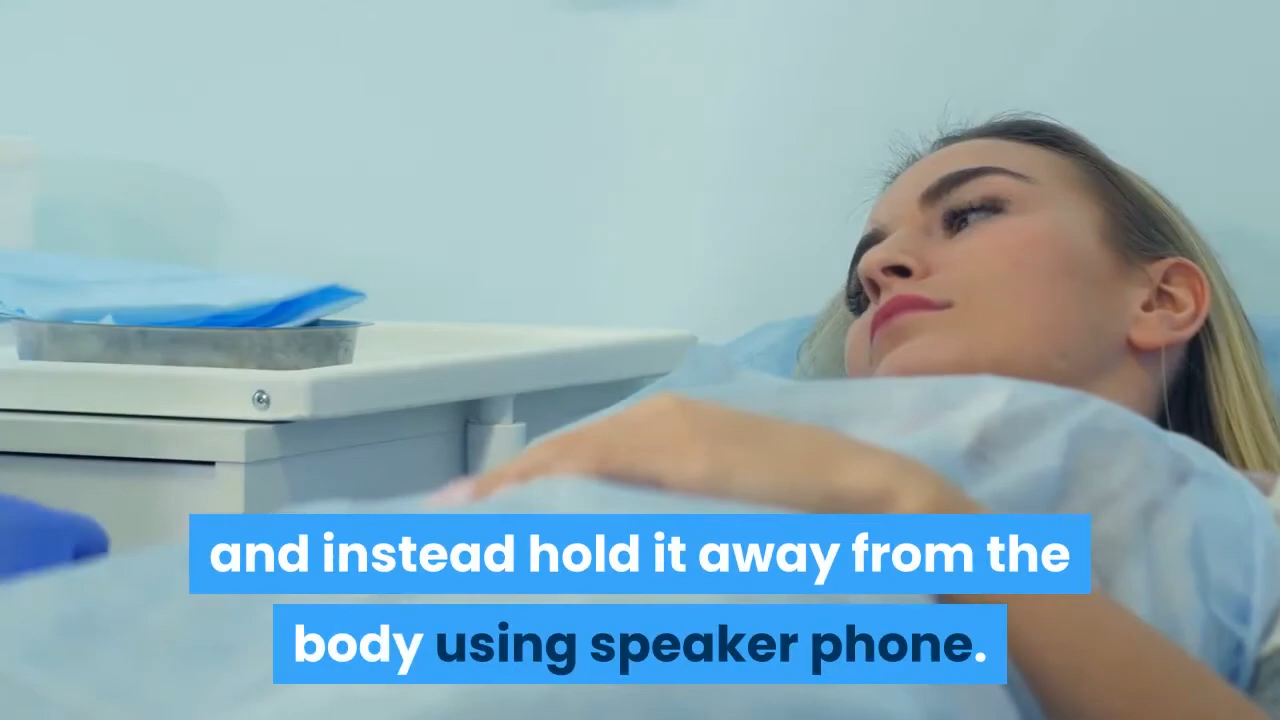 and instead hold it away from the
body using speaker phone.